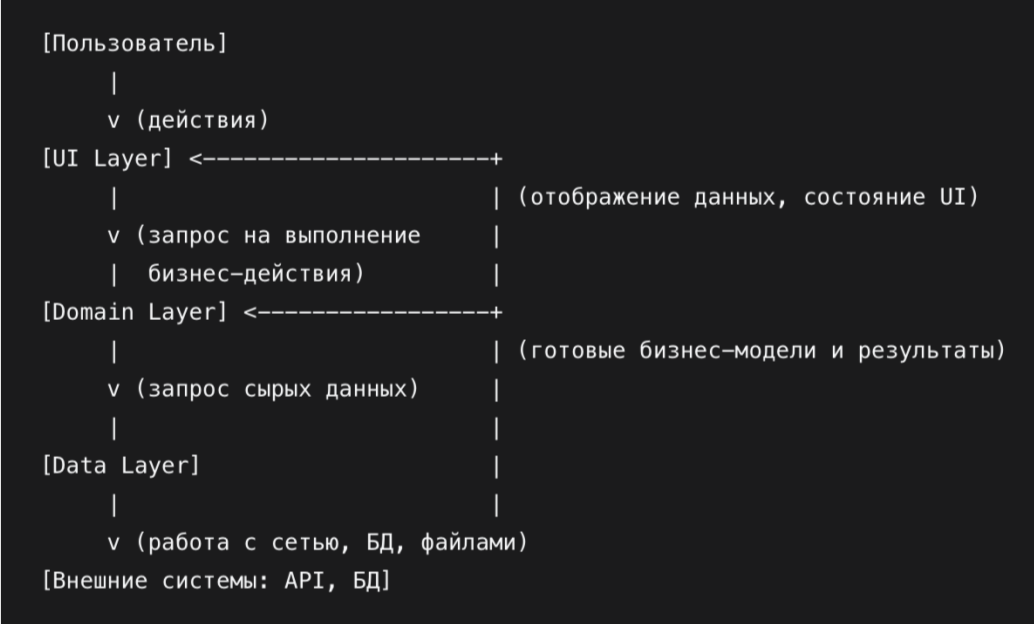 [Пользователь]
     |
     v (действия)
[UI Layer] <---------------------+
     |                           | (отображение данных, состояние UI)
     v (запрос на выполнение     |
     |  бизнес-действия)         |
[Domain Layer] <-----------------+
     |                           | (готовые бизнес-модели и результаты)
     v (запрос сырых данных)     |
     |                           |
[Data Layer]                     |
     |                           |
     v (работа с сетью, БД, файлами)
[Внешние системы: API, БД]